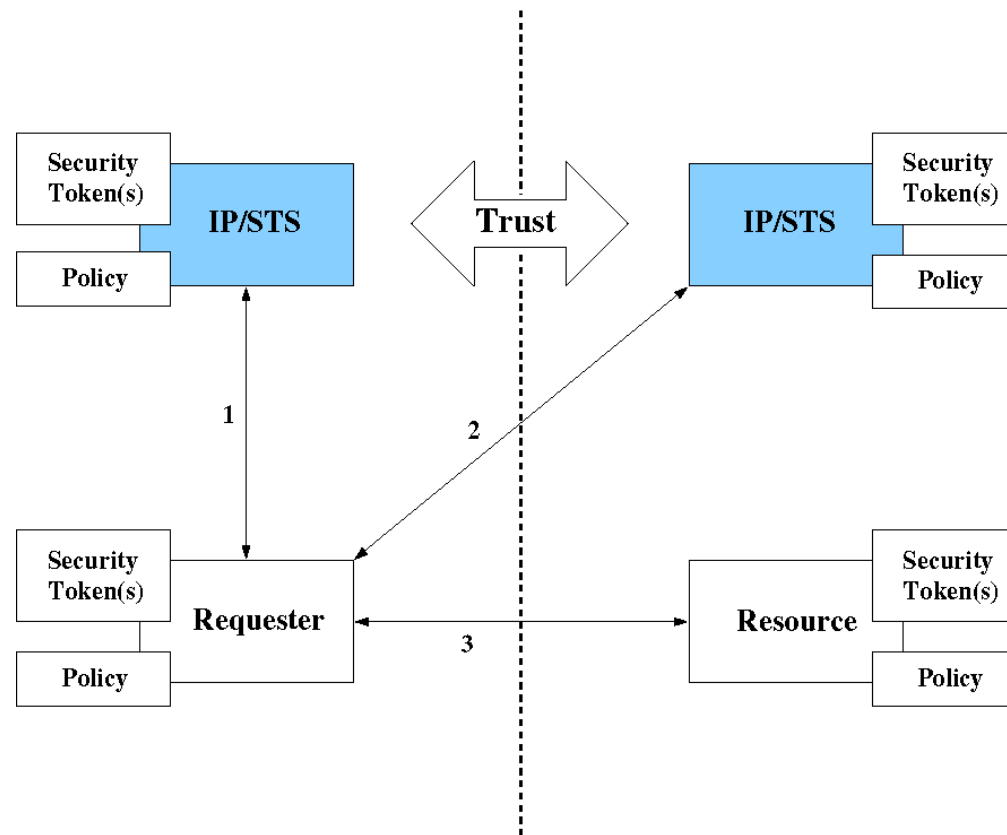 Security
Token(s)
IP/STS
Policy
Trust
IP/STS
Security
Token(s)
Policy
1
2
Security
Token(s)
Requester
Policy
3
Resource
Security
Token(s)
Policy